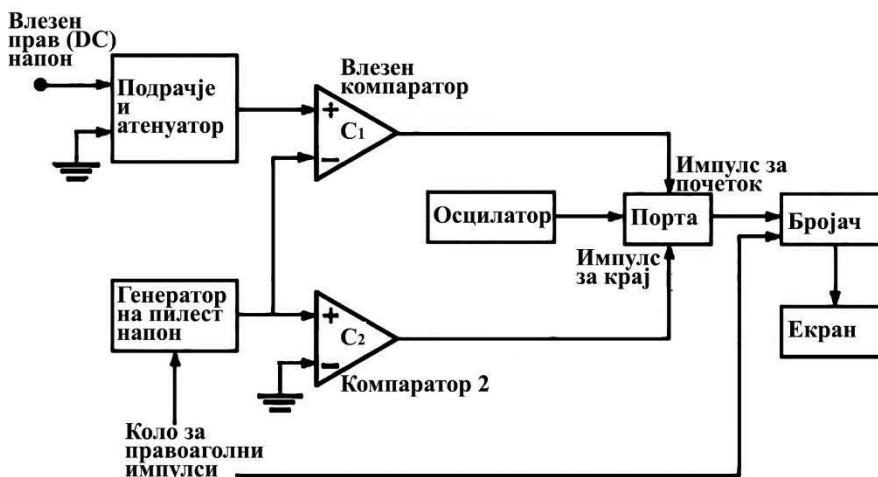 Влезен
прав (DC)
напон
Подрачје
и
атенуатор
Влезен
компаратор
+
C1
−
Импулс за
почеток
Осцилатор
Порта
Бројач
Импулс
за крај
Генератор
на пилест
напон
+
C2
−
Екран
Компаратор 2
Коло за
правоаголни
импулси